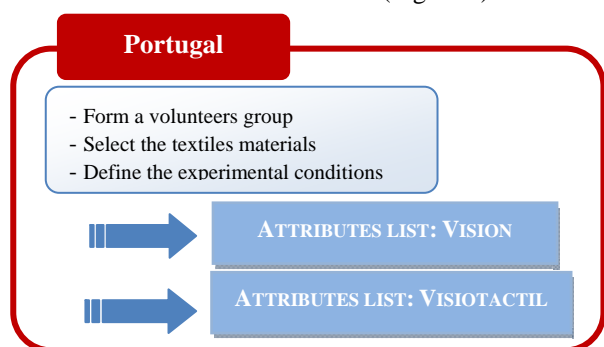 Portugal
- Form a volunteers group
- Select the textiles materials
- Define the experimental conditions
ATTRIBUTES LIST: VISION
ATTRIBUTES LIST: VISIOTACTIL